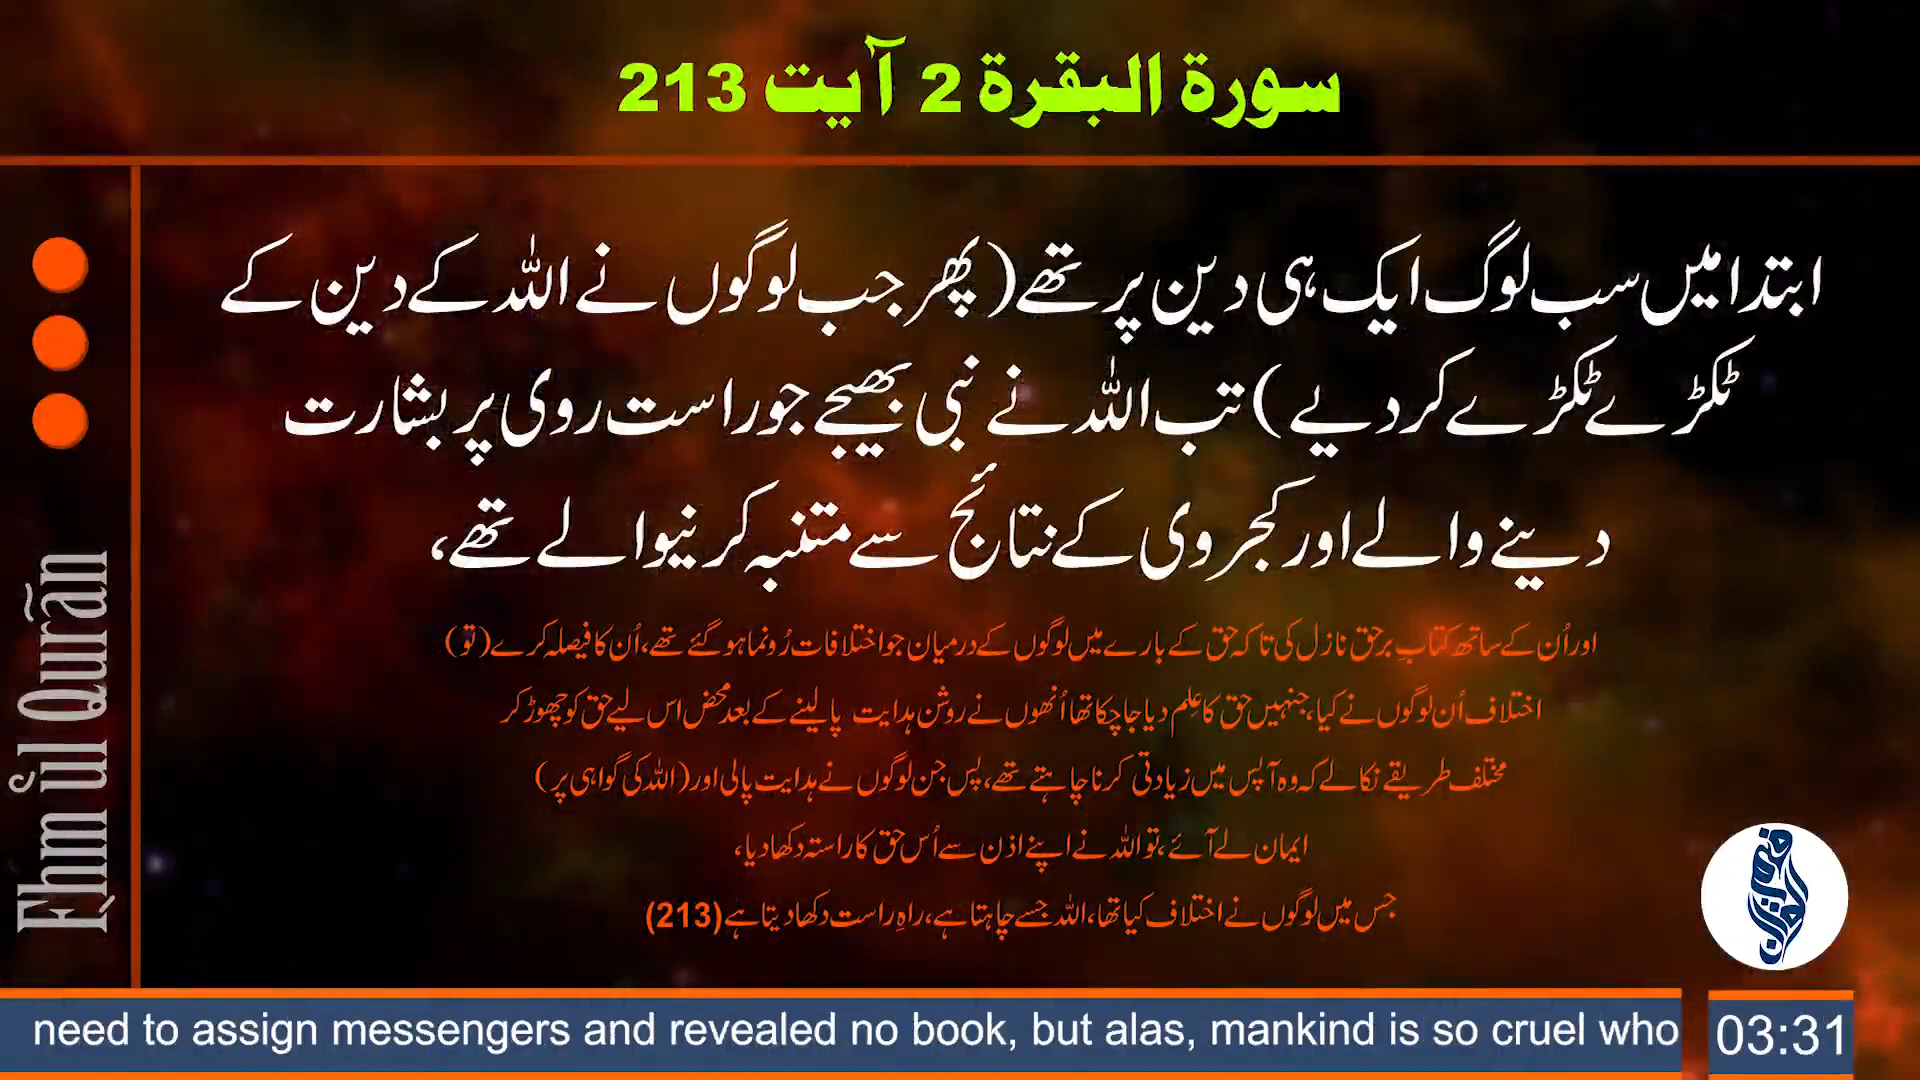 سورة البقرة 2 آیت 213
ابتدا میں سب لوگ ایک ہی دین پر تھے (پھر جب لوگوں نے اللہ کے دین کے
ٹکڑے ٹکڑے کر دیے) تب اللہ نے نبی بھیجے جو راست روی پر بشارت
دینے والے اور کجروی کے نتائج سے متنبہ کرنیوالے تھے،
اور اُن کے ساتھ کتابِ برحق نازل کی تاکہ حق کے بارے میں لوگوں کے درمیان جو اختلافات رُونما ہو گئے تھے، اُن کا فیصلہ کرے (تو)
اختلاف اُن لوگوں نے کیا، جنہیں حق کا عِلم دیا جا چکا تھا اُنھوں نے روشن ہدایت پا لینے کے بعد محض اس لیے حق کو چھوڑ کر
مختلف طریقے نکالے کہ وہ آپس میں زیادتی کرنا چاہتے تھے، پس جن لوگوں نے ہدایت پا لی اور (اللہ کی گواہی پر)
ایمان لے آئے، تو اللہ نے اپنے اذن سے اُس حق کا راستہ دکھا دیا،
جس میں لوگوں نے اختلاف کیا تھا، اللہ جسے چاہتا ہے، راہِ راست دکھا دیتا ہے (213)
Fhm ul Qurãn
need to assign messengers and revealed no book, but alas, mankind is so cruel who
03:31